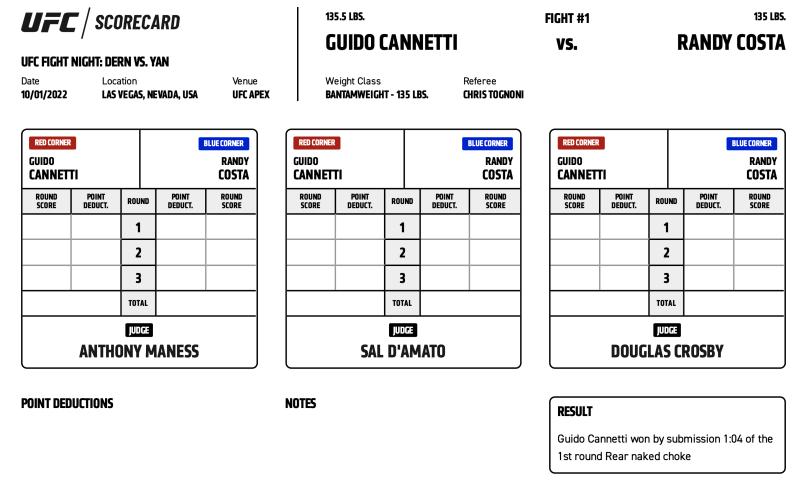 UFC / SCORECARD
UFC FIGHT NIGHT: DERN VS. YAN
Date Location Venue
10/01/2022 LAS VEGAS, NEVADA, USA UFC APEX
135.5 LBS. FIGHT #1 135 LBS.
GUIDO CANNETTI vs. RANDY COSTA
Weight Class Referee
BANTAMWEIGHT - 135 LBS. CHRIS TOGNONI
RED CORNER BLUE CORNER
GUIDO RANDY
CANNETTI COSTA
ROUND SCORE POINT DEDUCT. ROUND POINT DEDUCT. ROUND SCORE
1
2
3
TOTAL
JUDGE
ANTHONY MANESS
RED CORNER BLUE CORNER
GUIDO RANDY
CANNETTI COSTA
ROUND SCORE POINT DEDUCT. ROUND POINT DEDUCT. ROUND SCORE
1
2
3
TOTAL
JUDGE
SAL D'AMATO
RED CORNER BLUE CORNER
GUIDO RANDY
CANNETTI COSTA
ROUND SCORE POINT DEDUCT. ROUND POINT DEDUCT. ROUND SCORE
1
2
3
TOTAL
JUDGE
DOUGLAS CROSBY
POINT DEDUCTIONS
NOTES
RESULT
Guido Cannetti won by submission 1:04 of the
1st round Rear naked choke